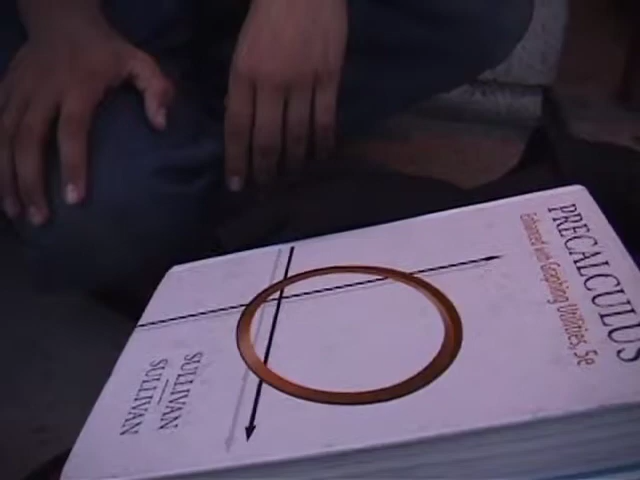 PRECALCULUS
Enhanced with Graphing Utilities, 5e
SULLIVAN
SULLIVAN